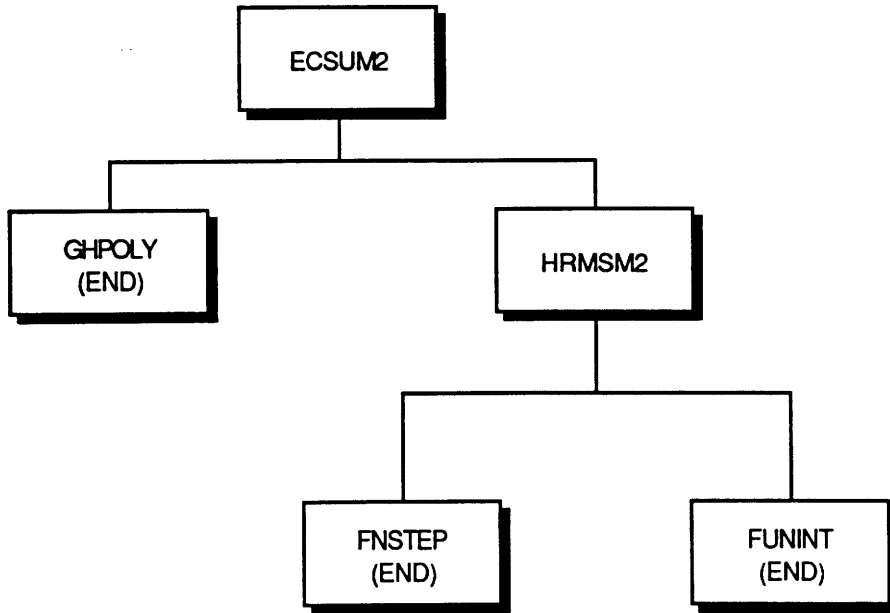 ECSUM2
GHPOLY
(END)
HRMSM2
FNSTEP
(END)
FUNINT
(END)